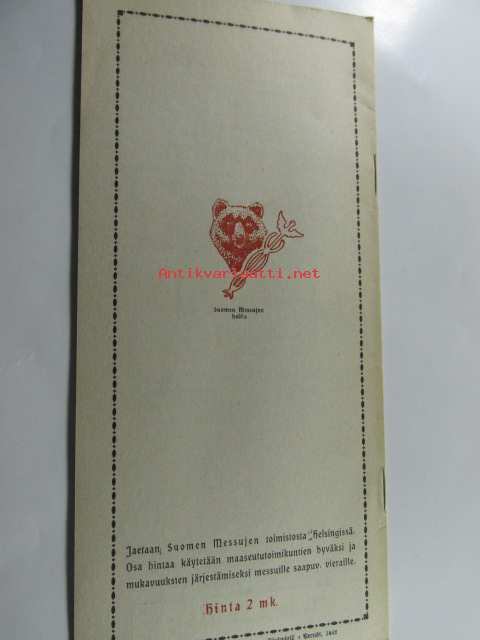 Antikvariaatti.net
Suomen Messujen
Jaetaan Suomen Messujen toimistosta Helsingissä.
Osa hintaa käytetään maaseututoimikuntien hyväksi ja
mukavuuksien järjestämiseksi messuille saapuv. vieraille.
Hinta 2 mk.